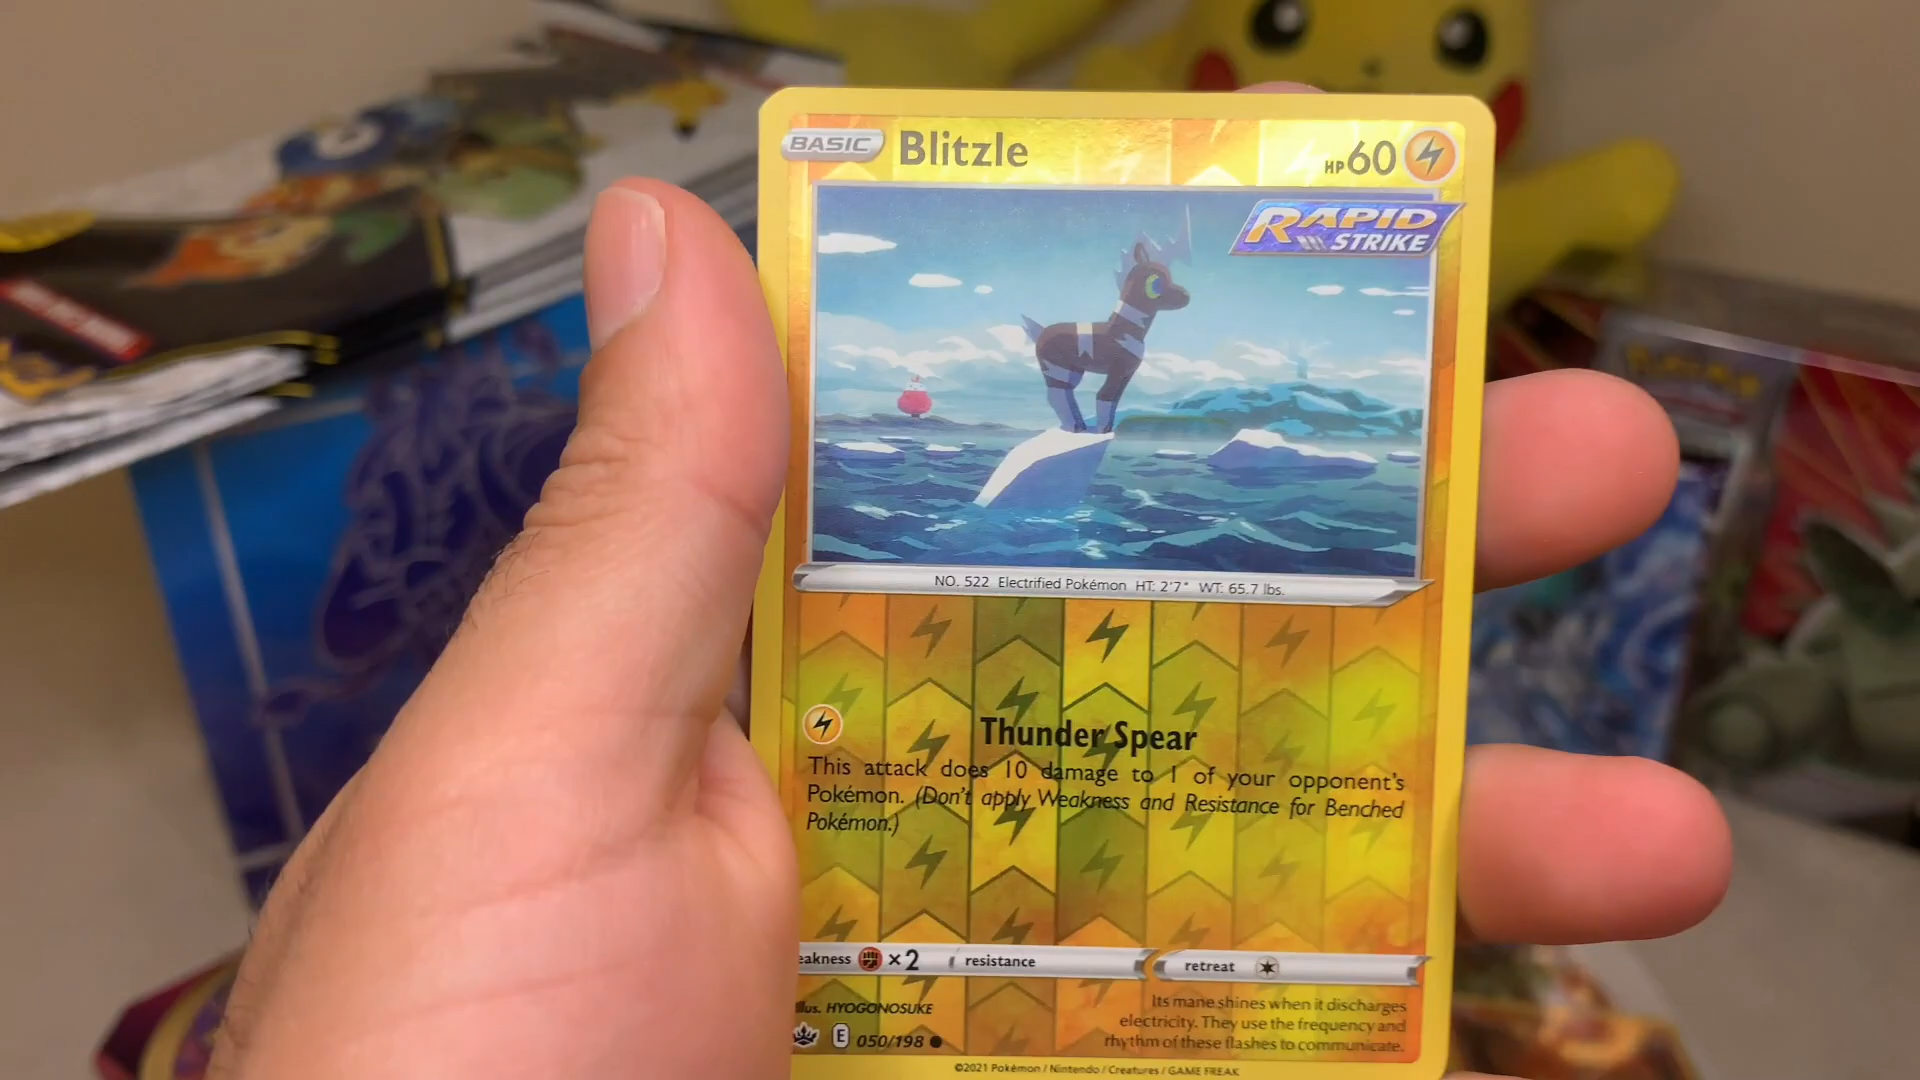 BASIC Blitzle HP 60
RAPID
STRIKE
NO. 522 Electrified Pokémon HT: 2'7" WT: 65.7 lbs.
Thunder Spear
This attack does 10 damage to 1 of your opponent's
Pokémon. (Don't apply Weakness and Resistance for Benched
Pokémon.)
eakness ×2 resistance retreat
Illus. HYOGONOSUKE
E 050/198
Its mane shines when it discharges
electricity. They use the frequency and
rhythm of these flashes to communicate.
©2021 Pokémon / Nintendo / Creatures / GAME FREAK